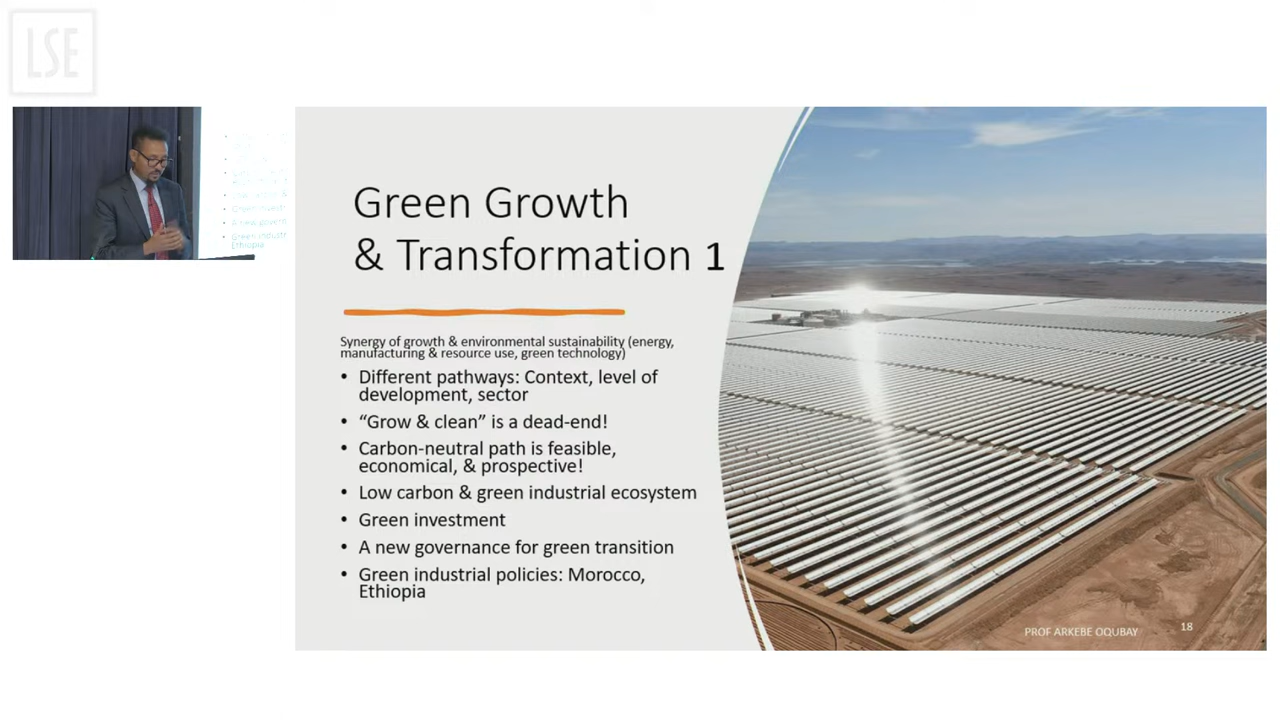 LSE
Green Growth
& Transformation 1
Synergy of growth & environmental sustainability (energy,
manufacturing & resource use, green technology)
• Different pathways: Context, level of
development, sector
• “Grow & clean” is a dead-end!
• Carbon-neutral path is feasible,
economical, & prospective!
• Low carbon & green industrial ecosystem
• Green investment
• A new governance for green transition
• Green industrial policies: Morocco,
Ethiopia
PROF ARKEBE OQUBAY
18